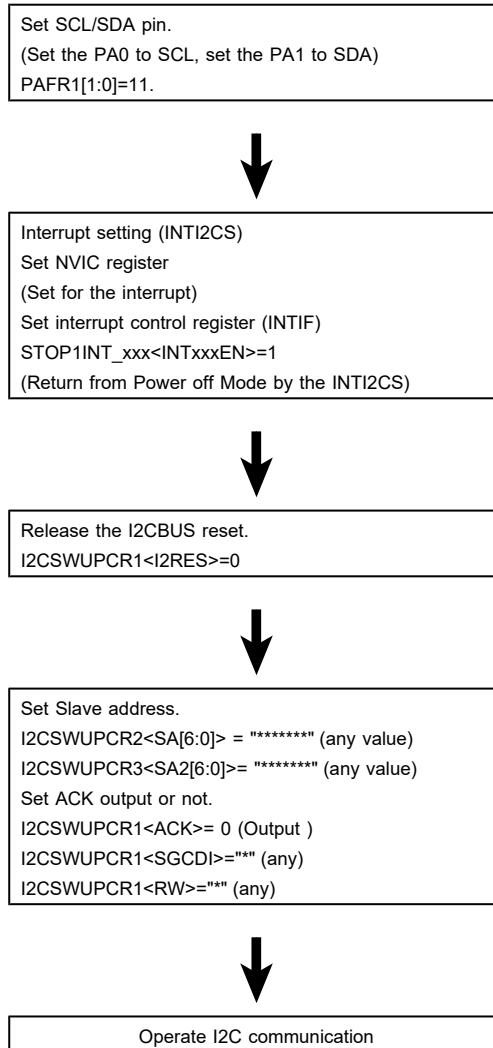 Set SCL/SDA pin.
(Set the PA0 to SCL, set the PA1 to SDA)
PAFR1[1:0]=11.
Interrupt setting (INTI2CS)
Set NVIC register
(Set for the interrupt)
Set interrupt control register (INTIF)
STOP1INT_xxx<INTxxxEN>=1
(Return from Power off Mode by the INTI2CS)
Release the I2CBUS reset.
I2CSWUPCR1<I2RES>=0
Set Slave address.
I2CSWUPCR2<SA[6:0]> = "*******" (any value)
I2CSWUPCR3<SA2[6:0]>= "*******" (any value)
Set ACK output or not.
I2CSWUPCR1<ACK>= 0 (Output )
I2CSWUPCR1<SGCDI>="*" (any)
I2CSWUPCR1<RW>="*" (any)
Operate I2C communication